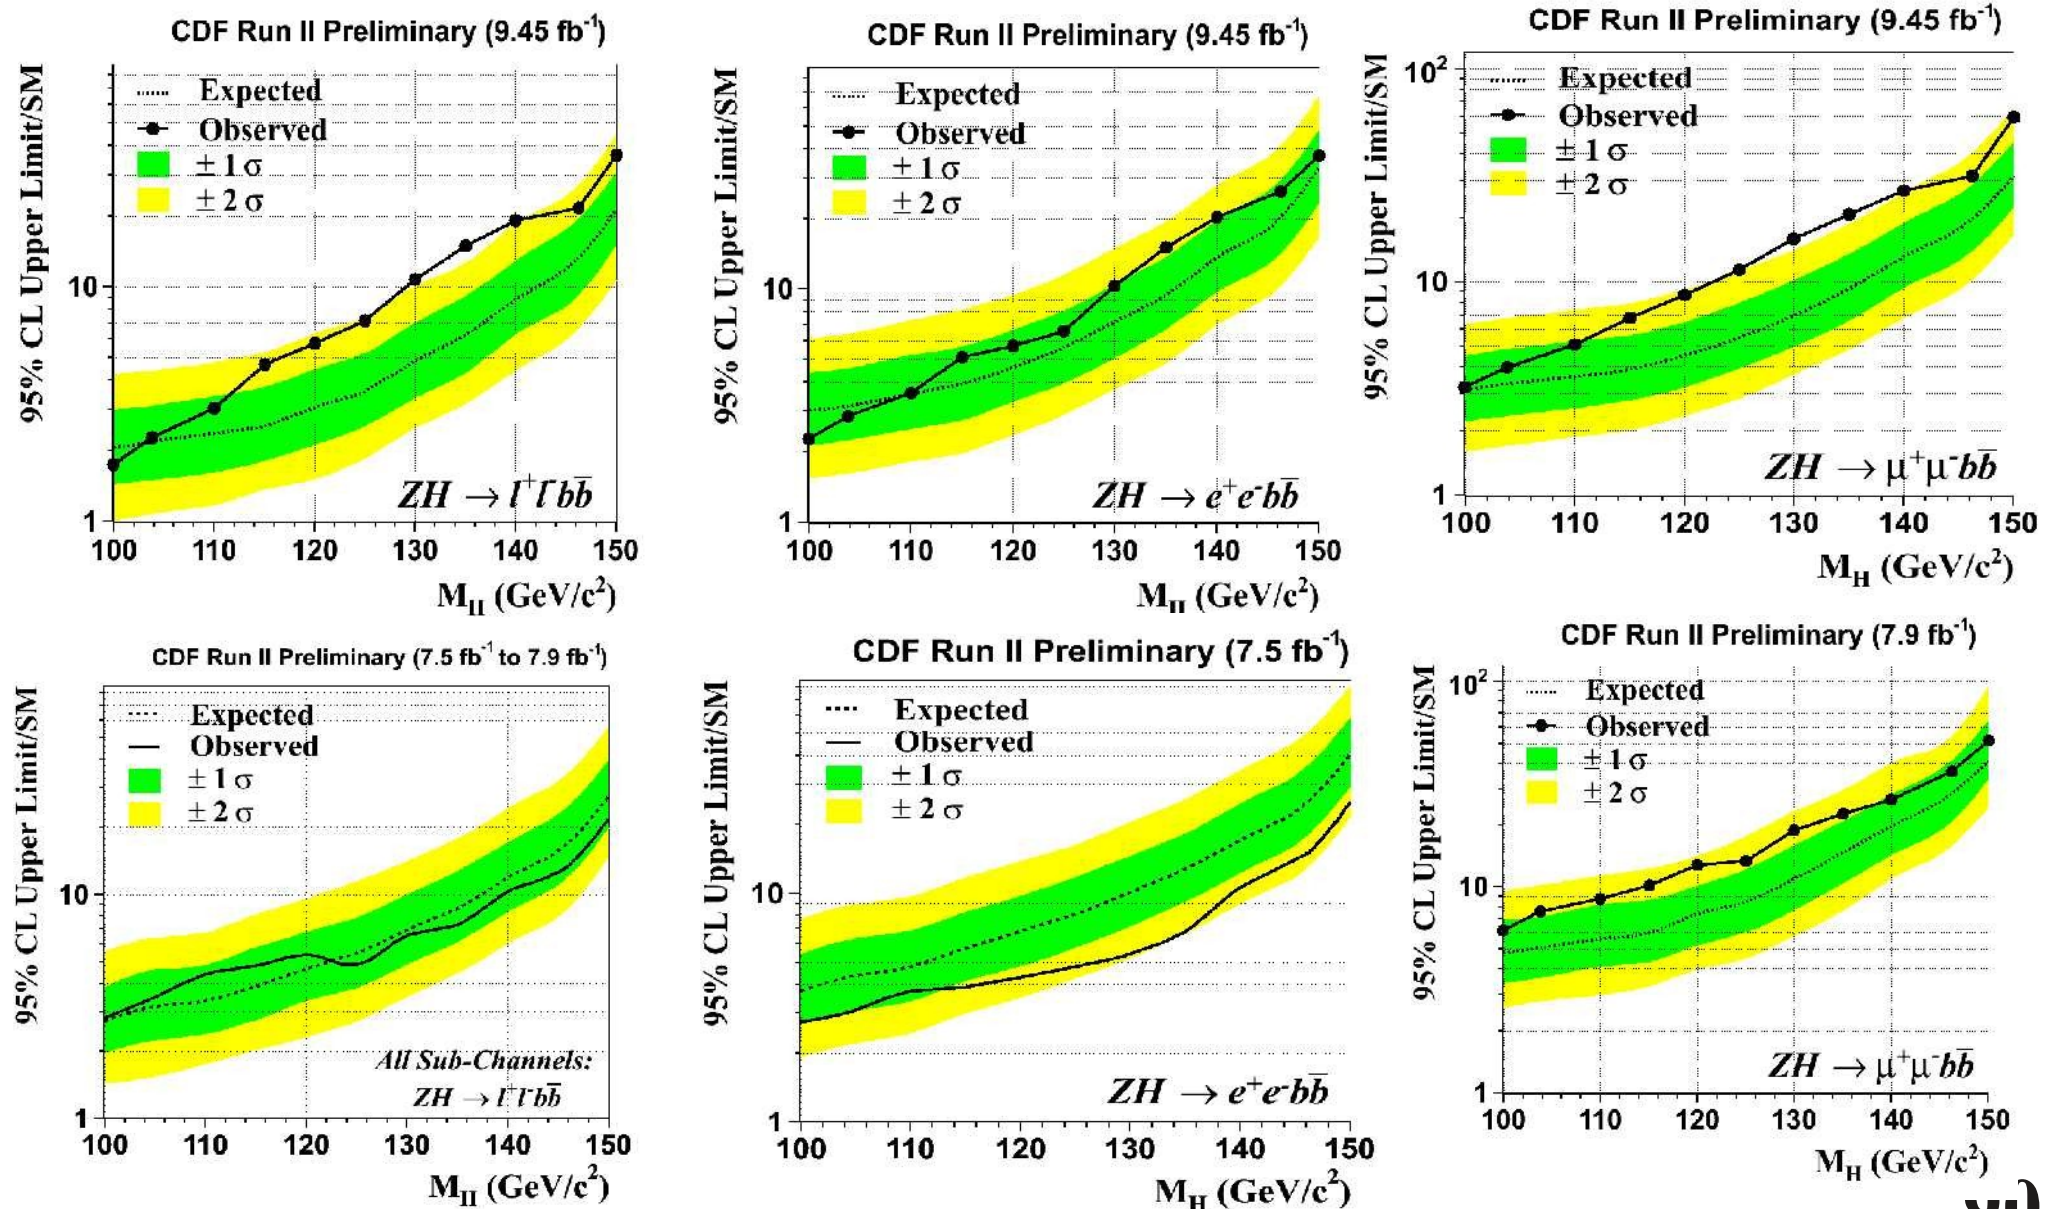 CDF Run II Preliminary (9.45 fb⁻¹)
95% CL Upper Limit/SM
Expected
Observed
± 1 σ
± 2 σ
10
1
ZH → l⁺l⁻bb̅
100 110 120 130 140 150
M_H (GeV/c²)
CDF Run II Preliminary (9.45 fb⁻¹)
95% CL Upper Limit/SM
Expected
Observed
± 1 σ
± 2 σ
10
1
ZH → e⁺e⁻bb̅
100 110 120 130 140 150
M_H (GeV/c²)
CDF Run II Preliminary (9.45 fb⁻¹)
95% CL Upper Limit/SM
10²
Expected
Observed
± 1 σ
± 2 σ
10
1
ZH → μ⁺μ⁻bb̅
100 110 120 130 140 150
M_H (GeV/c²)
CDF Run II Preliminary (7.5 fb⁻¹ to 7.9 fb⁻¹)
95% CL Upper Limit/SM
Expected
Observed
± 1 σ
± 2 σ
10
All Sub-Channels:
ZH → l⁺l⁻bb̅
1
100 110 120 130 140 150
M_H (GeV/c²)
CDF Run II Preliminary (7.5 fb⁻¹)
95% CL Upper Limit/SM
Expected
Observed
± 1 σ
± 2 σ
10
ZH → e⁺e⁻bb̅
1
100 110 120 130 140 150
M_H (GeV/c²)
CDF Run II Preliminary (7.9 fb⁻¹)
95% CL Upper Limit/SM
10²
Expected
Observed
± 1 σ
± 2 σ
10
ZH → μ⁺μ⁻bb̅
1
100 110 120 130 140 150
M_H (GeV/c²)